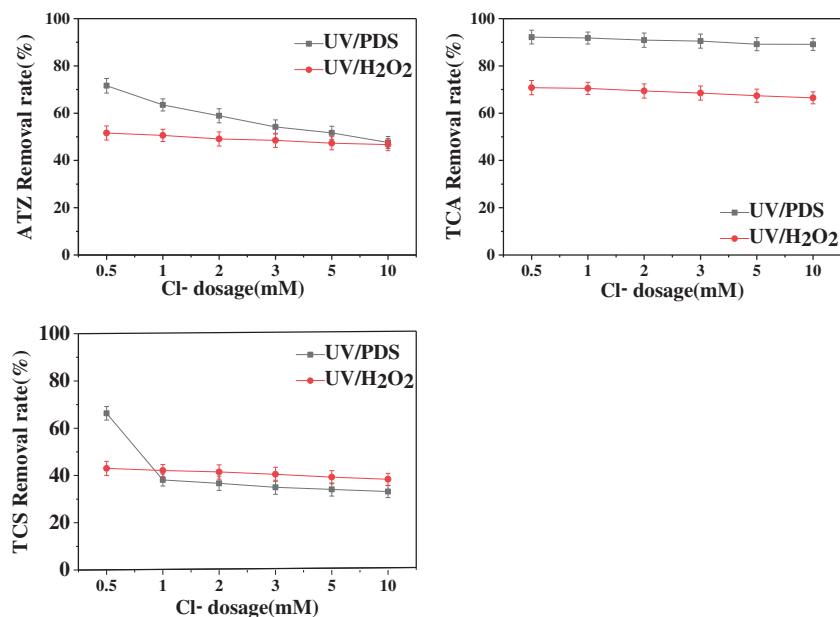 100
80
60
40
20
0
ATZ Removal rate(%)
UV/PDS
UV/H2O2
0.5 1 2 3 5 10
Cl- dosage(mM)
100
80
60
40
20
0
TCA Removal rate(%)
UV/PDS
UV/H2O2
0.5 1 2 3 5 10
Cl- dosage(mM)
100
80
60
40
20
0
TCS Removal rate(%)
UV/PDS
UV/H2O2
0.5 1 2 3 5 10
Cl- dosage(mM)